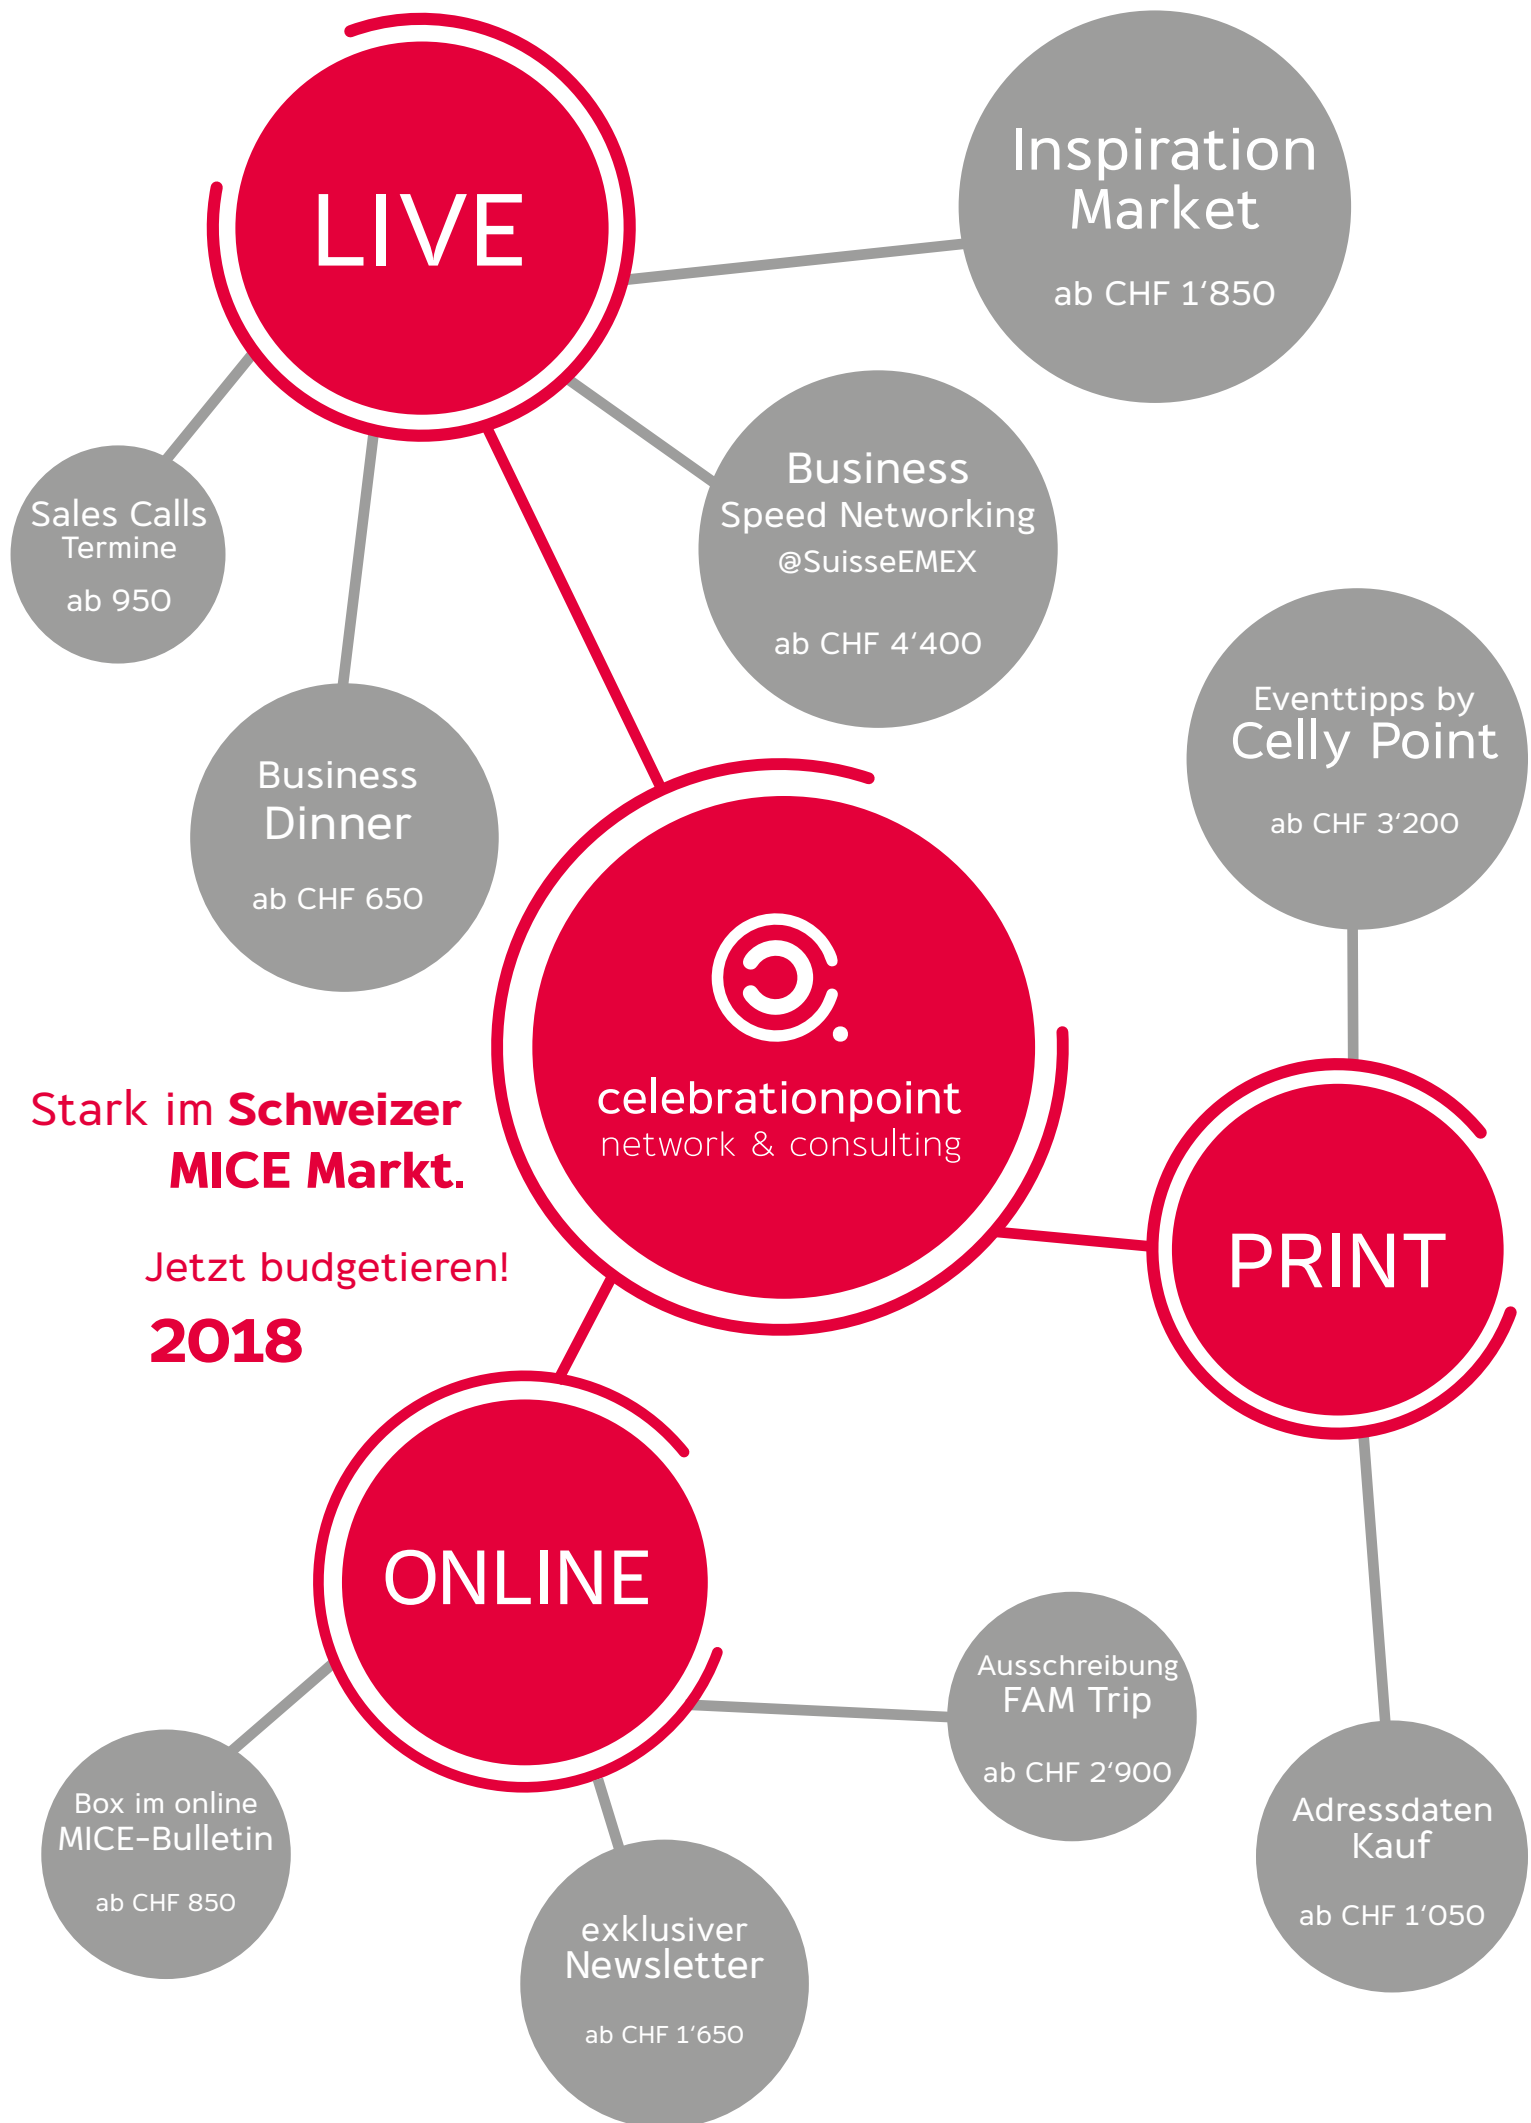 LIVE
Inspiration
Market
ab CHF 1‘850
Sales Calls
Termine
ab 950
Business
Speed Networking
@SuisseEMEX
ab CHF 4‘400
Business
Dinner
ab CHF 650
Eventtipps by
Celly Point
ab CHF 3‘200
celebrationpoint
network & consulting
Stark im Schweizer
MICE Markt.
Jetzt budgetieren!
2018
PRINT
ONLINE
Ausschreibung
FAM Trip
ab CHF 2‘900
Box im online
MICE-Bulletin
ab CHF 850
exklusiver
Newsletter
ab CHF 1‘650
Adressdaten
Kauf
ab CHF 1‘050